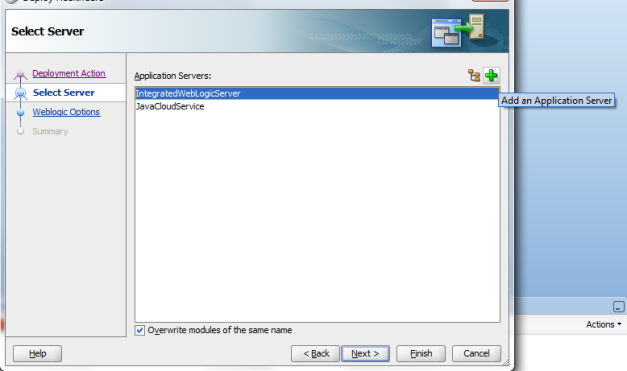 Select Server
Deployment Action
Select Server
Weblogic Options
Summary
Application Servers:
IntegratedWebLogicServer
JavaCloudService
Add an Application Server
Overwrite modules of the same name
Actions
Help
< Back
Next >
Finish
Cancel